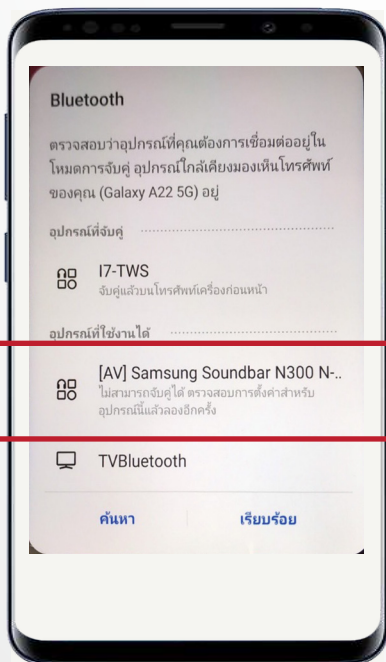 Bluetooth
ตรวจสอบว่าอุปกรณ์ที่คุณต้องการเชื่อมต่ออยู่ใน
โหมดการจับคู่ อุปกรณ์ใกล้เคียงมองเห็นโทรศัพท์
ของคุณ (Galaxy A22 5G) อยู่
อุปกรณ์ที่จับคู่
I7-TWS
จับคู่แล้วบนโทรศัพท์เครื่องก่อนหน้า
อุปกรณ์ที่ใช้งานได้
[AV] Samsung Soundbar N300 N-..
ไม่สามารถจับคู่ได้ ตรวจสอบการตั้งค่าสำหรับ
อุปกรณ์นี้แล้วลองอีกครั้ง
TVBluetooth
ค้นหา
เรียบร้อย